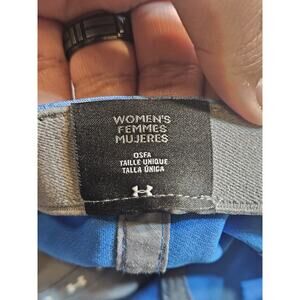 WOMEN'S
FEMMES
MUJERES
OSFA
TAILLE UNIQUE
TALLA ÚNICA